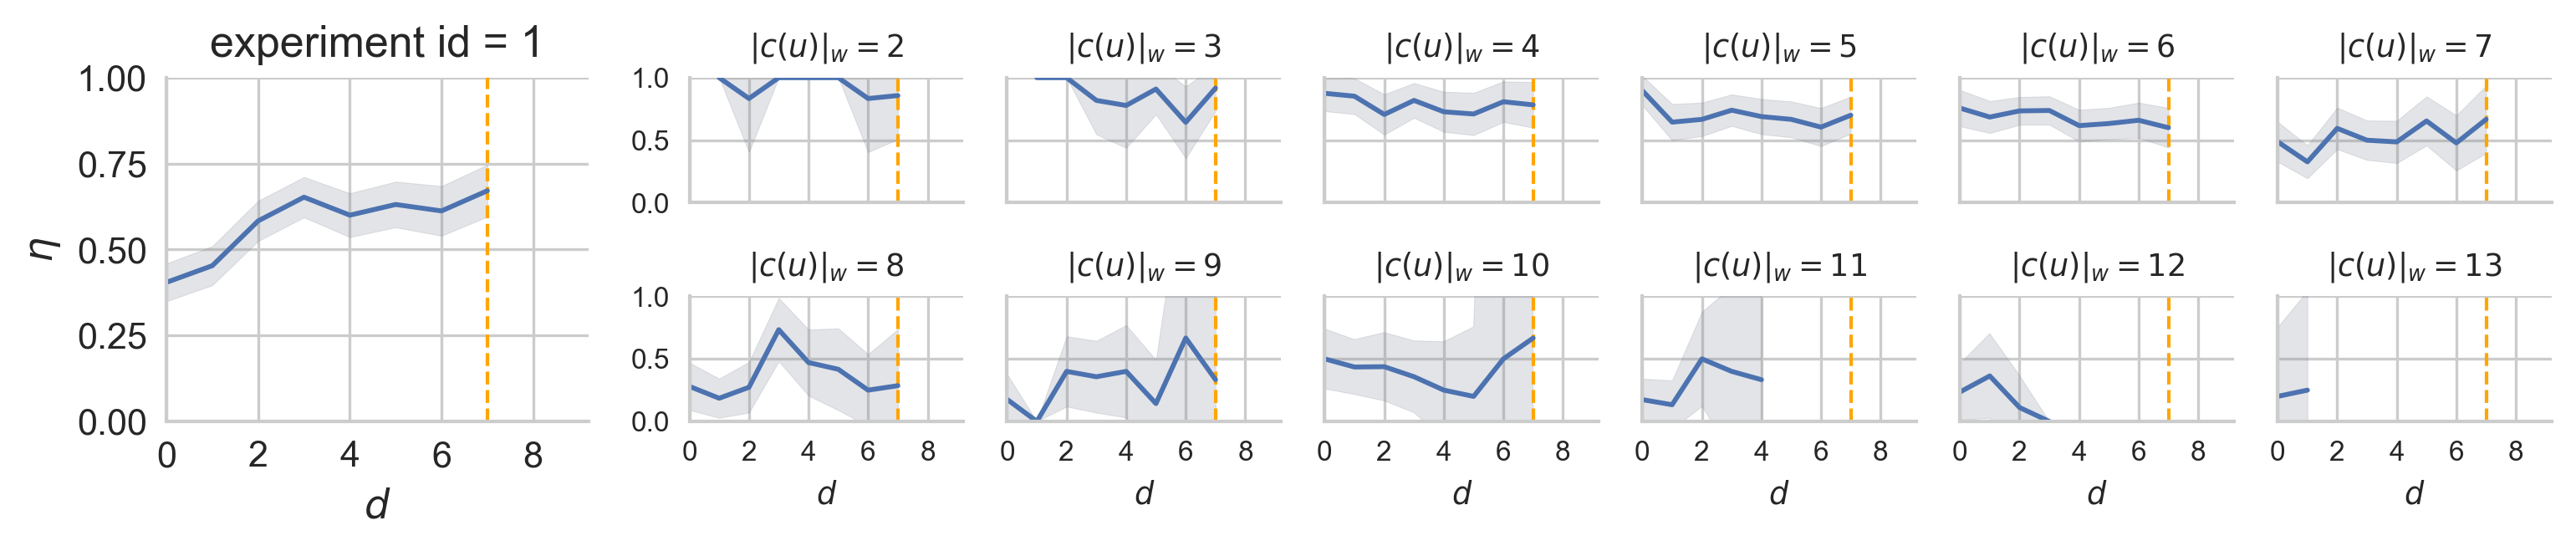 experiment id = 1
η
1.00
0.75
0.50
0.25
0.00
0 2 4 6 8
d
|c(u)|w = 2
|c(u)|w = 3
|c(u)|w = 4
|c(u)|w = 5
|c(u)|w = 6
|c(u)|w = 7
1.0
0.5
0.0
|c(u)|w = 8
|c(u)|w = 9
|c(u)|w = 10
|c(u)|w = 11
|c(u)|w = 12
|c(u)|w = 13
1.0
0.5
0.0
0 2 4 6 8
0 2 4 6 8
0 2 4 6 8
0 2 4 6 8
0 2 4 6 8
0 2 4 6 8
d
d
d
d
d
d